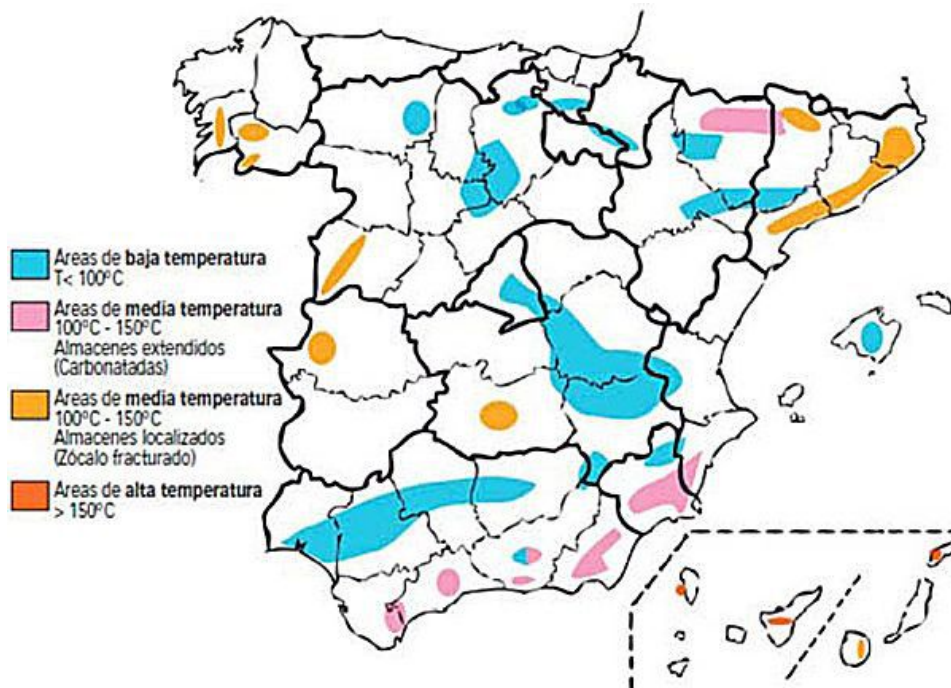 Areas de baja temperatura
T< 100ºC
Areas de media temperatura
100ºC - 150ºC
Almacenes extendidos
(Carbonatadas)
Areas de media temperatura
100ºC - 150ºC
Almacenes localizados
(Zócalo fracturado)
Areas de alta temperatura
> 150ºC